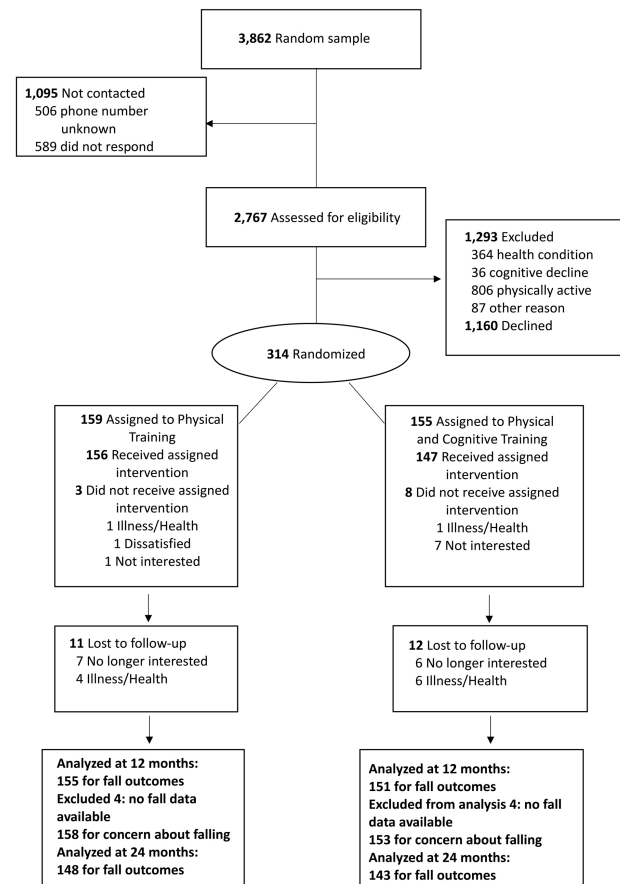 3,862 Random sample
1,095 Not contacted
506 phone number
unknown
589 did not respond
2,767 Assessed for eligibility
1,293 Excluded
364 health condition
36 cognitive decline
806 physically active
87 other reason
1,160 Declined
314 Randomized
159 Assigned to Physical
Training
156 Received assigned
intervention
3 Did not receive assigned
intervention
1 Illness/Health
1 Dissatisfied
1 Not interested
155 Assigned to Physical
and Cognitive Training
147 Received assigned
intervention
8 Did not receive assigned
intervention
1 Illness/Health
7 Not interested
11 Lost to follow-up
7 No longer interested
4 Illness/Health
12 Lost to follow-up
6 No longer interested
6 Illness/Health
Analyzed at 12 months:
155 for fall outcomes
Excluded 4: no fall data
available
158 for concern about falling
Analyzed at 24 months:
148 for fall outcomes
Analyzed at 12 months:
151 for fall outcomes
Excluded from analysis 4: no fall
data available
153 for concern about falling
Analyzed at 24 months:
143 for fall outcomes